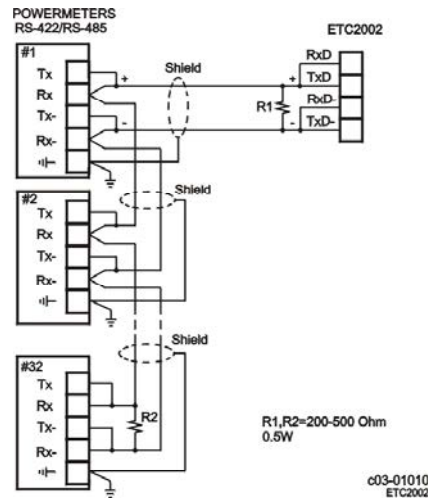 POWERMETERS
RS-422/RS-485
ETC2002
#1
Tx
Rx
Tx-
Rx-
+
-
Shield
R1
+
-
RxD
TxD
RxD-
TxD-
#2
Tx
Rx
Tx-
Rx-
Shield
#32
Tx
Rx
Tx-
Rx-
Shield
R2
R1,R2=200-500 Ohm
0.5W
c03-01010
ETC2002